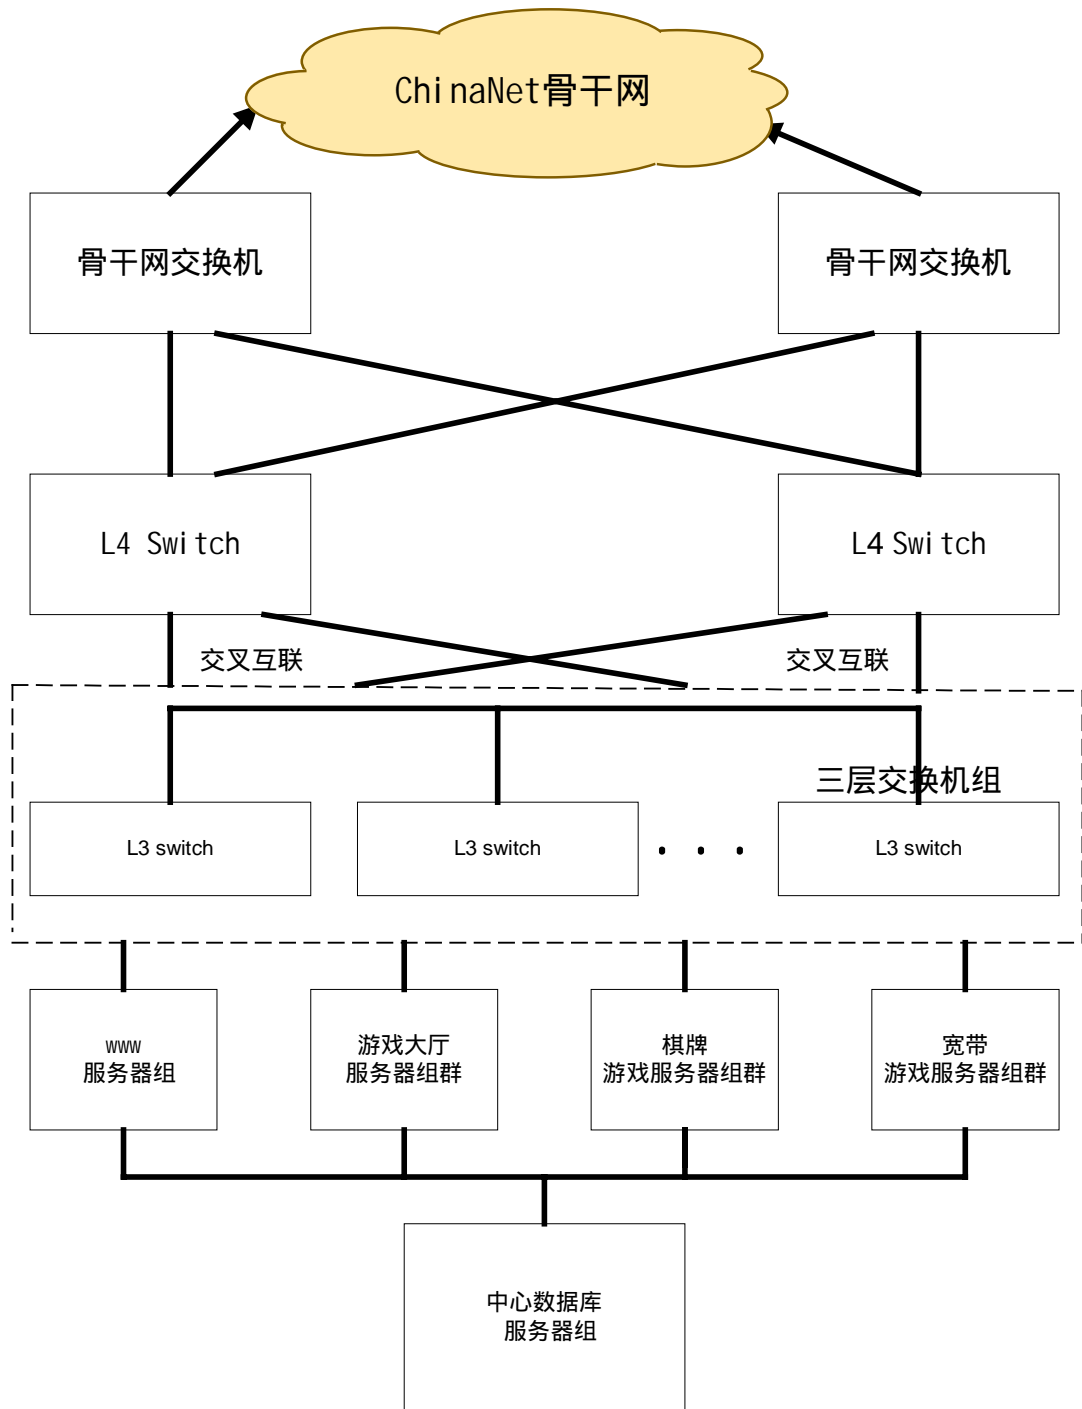 ChinaNet骨干网
骨干网交换机
骨干网交换机
L4 Switch
L4 Switch
交叉互联
交叉互联
三层交换机组
L3 switch
L3 switch
. . .
L3 switch
www
服务器组
游戏大厅
服务器组群
棋牌
游戏服务器组群
宽带
游戏服务器组群
中心数据库
服务器组